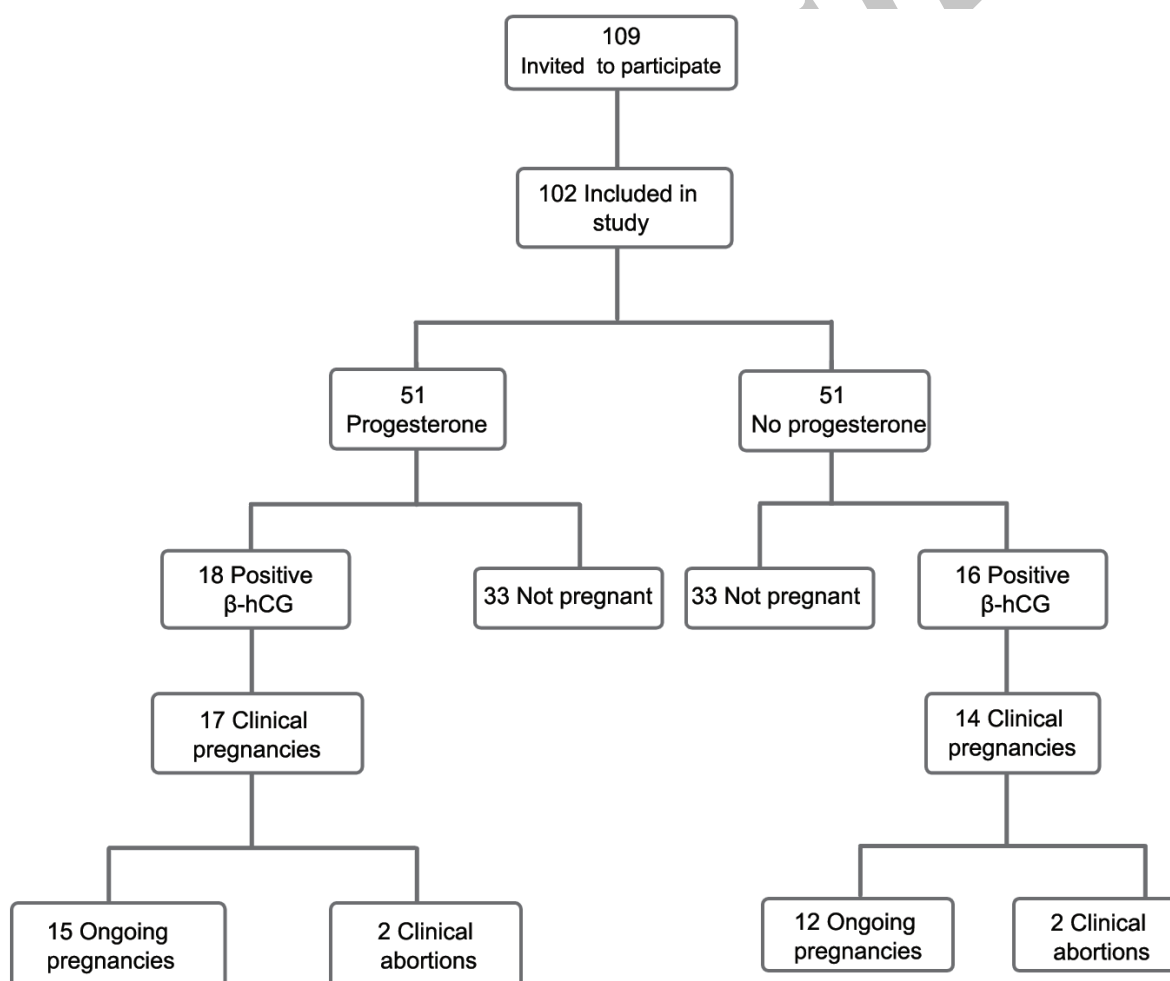 109
Invited to participate
102 Included in
study
51
Progesterone
51
No progesterone
18 Positive
β-hCG
33 Not pregnant
33 Not pregnant
16 Positive
β-hCG
17 Clinical
pregnancies
14 Clinical
pregnancies
15 Ongoing
pregnancies
2 Clinical
abortions
12 Ongoing
pregnancies
2 Clinical
abortions